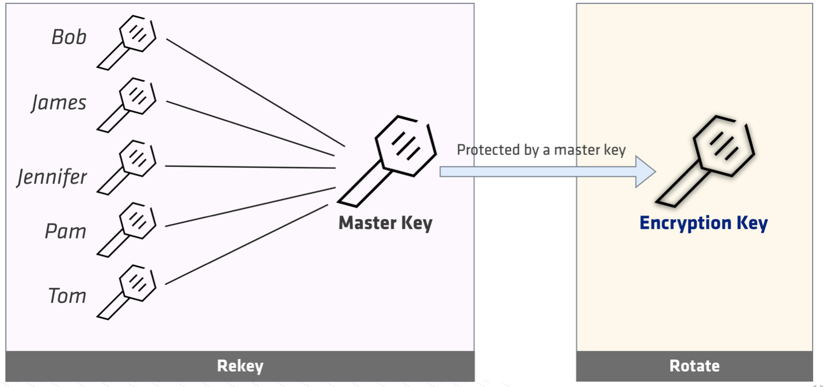 Bob
James
Jennifer
Pam
Tom
Master Key
Protected by a master key
Encryption Key
Rekey
Rotate